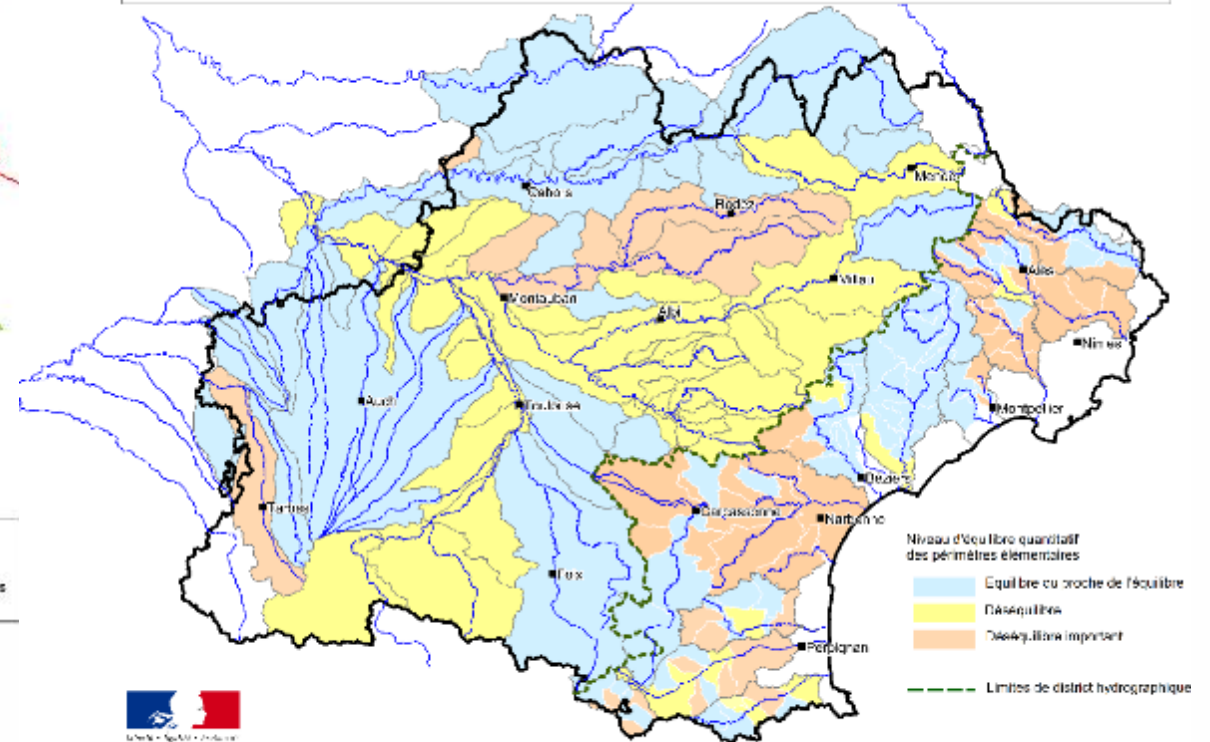 Cahors
Mende
Rodez
Alès
Millau
Montauban
Albi
Nîmes
Auch
Toulouse
Montpellier
Béziers
Tarbes
Carcassonne
Narbonne
Foix
Niveau d'équilibre quantitatif
des périmètres élémentaires
Equilibre ou proche de l'équilibre
Déséquilibre
Déséquilibre important
Perpignan
Limites de district hydrographique
s